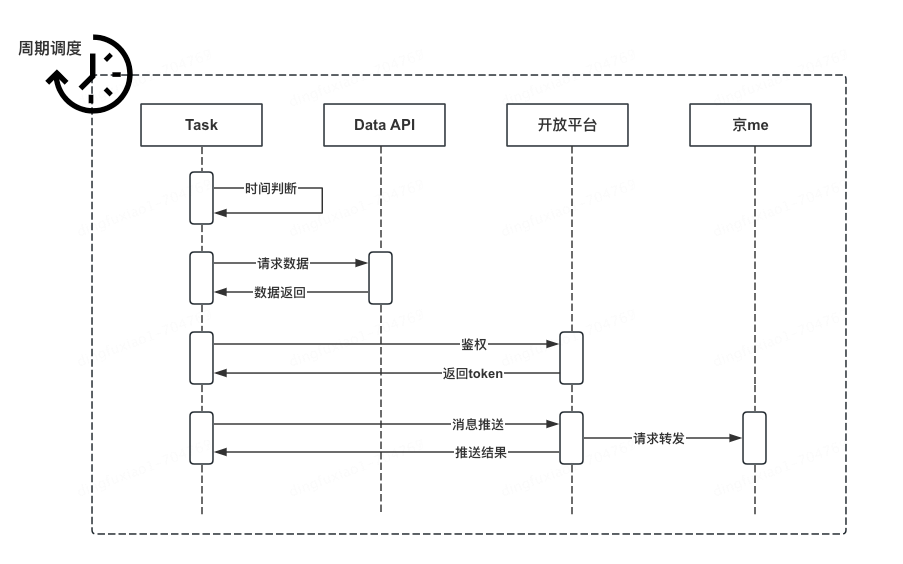 周期调度
Task
Data API
开放平台
京me
时间判断
请求数据
数据返回
鉴权
返回token
消息推送
请求转发
推送结果